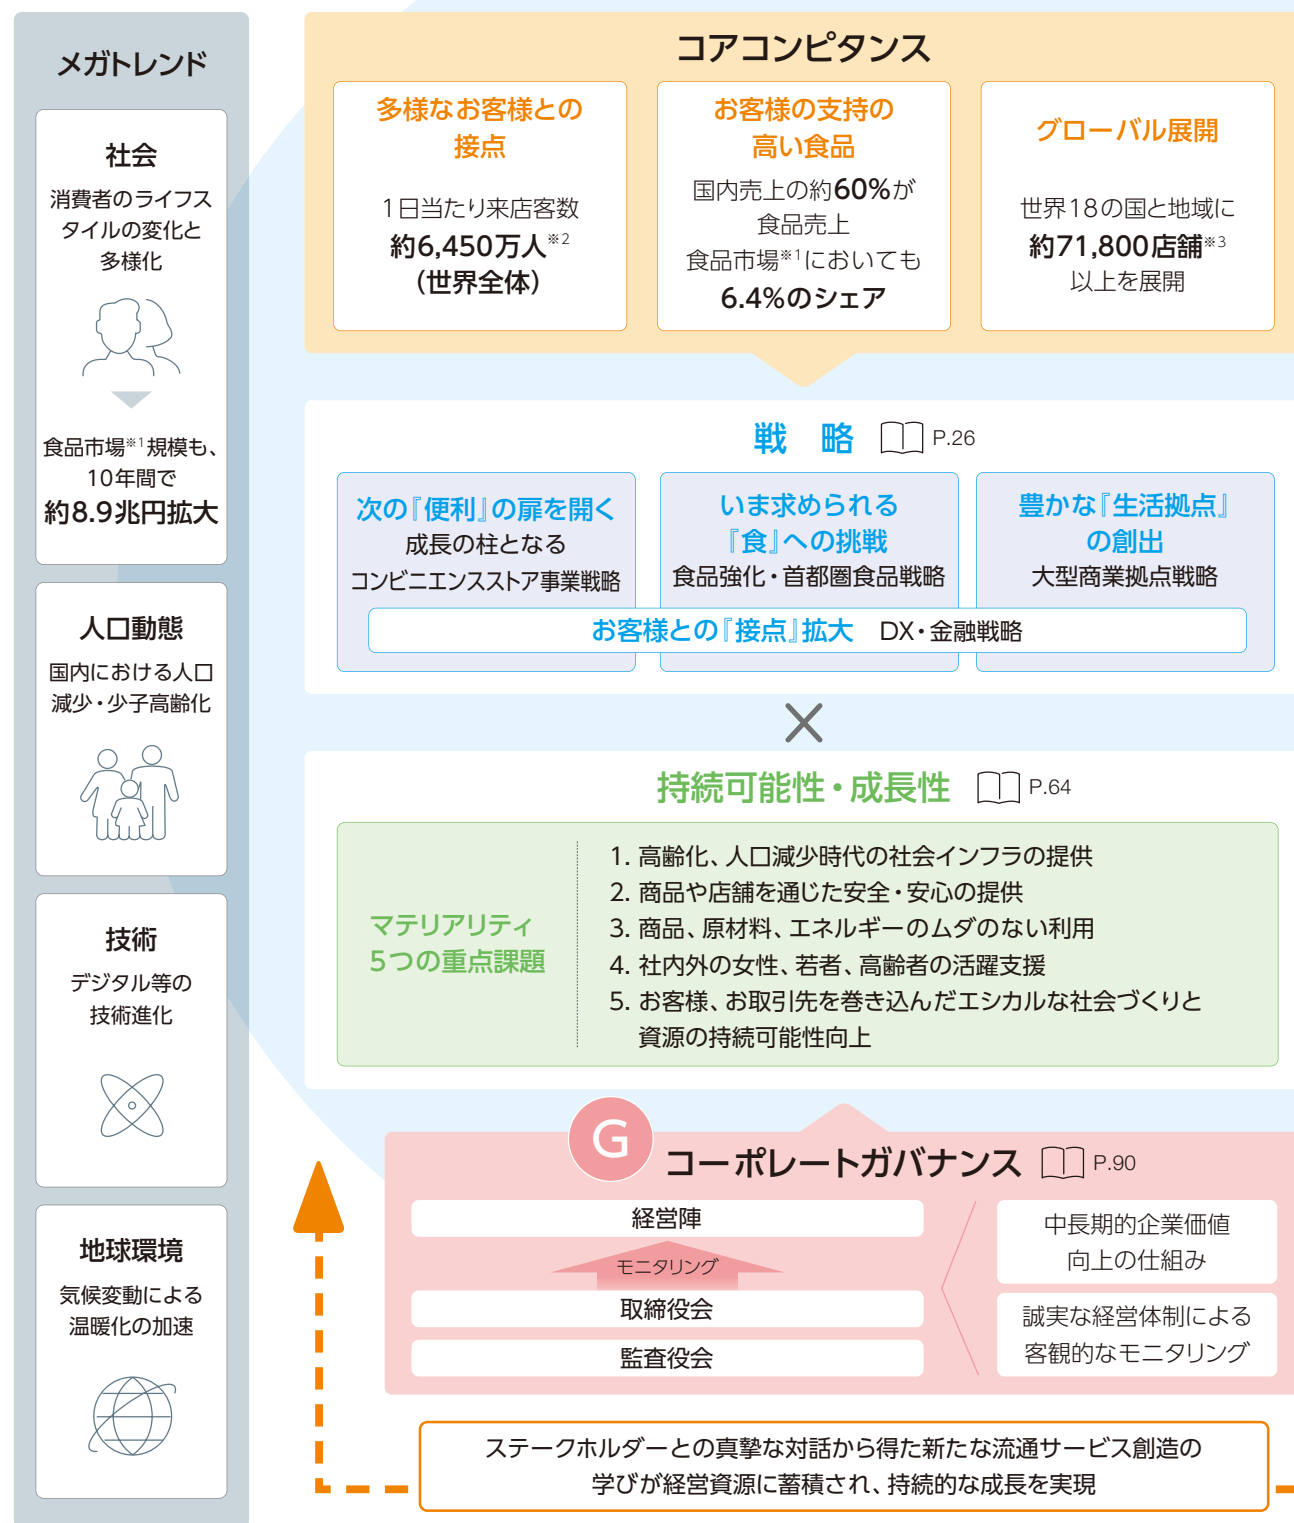 メガトレンド
社会
消費者のライフス
タイルの変化と
多様化
食品市場※1規模も、
10年間で
約8.9兆円拡大
人口動態
国内における人口
減少・少子高齢化
技術
デジタル等の
技術進化
地球環境
気候変動による
温暖化の加速
コアコンピタンス
多様なお客様との
接点
1日当たり来店客数
約6,450万人※2
（世界全体）
お客様の支持の
高い食品
国内売上の約60%が
食品売上
食品市場※1においても
6.4%のシェア
グローバル展開
世界18の国と地域に
約71,800店舗※3
以上を展開
戦　略 P.26
次の『便利』の扉を開く
成長の柱となる
コンビニエンスストア事業戦略
いま求められる
『食』への挑戦
食品強化・首都圏食品戦略
豊かな『生活拠点』
の創出
大型商業拠点戦略
お客様との『接点』拡大　DX・金融戦略
×
持続可能性・成長性 P.64
マテリアリティ
5つの重点課題
1. 高齢化、人口減少時代の社会インフラの提供
2. 商品や店舗を通じた安全・安心の提供
3. 商品、原材料、エネルギーのムダのない利用
4. 社内外の女性、若者、高齢者の活躍支援
5. お客様、お取引先を巻き込んだエシカルな社会づくりと
資源の持続可能性向上
G
コーポレートガバナンス P.90
経営陣
モニタリング
取締役会
監査役会
中長期的企業価値
向上の仕組み
誠実な経営体制による
客観的なモニタリング
ステークホルダーとの真摯な対話から得た新たな流通サービス創造の
学びが経営資源に蓄積され、持続的な成長を実現